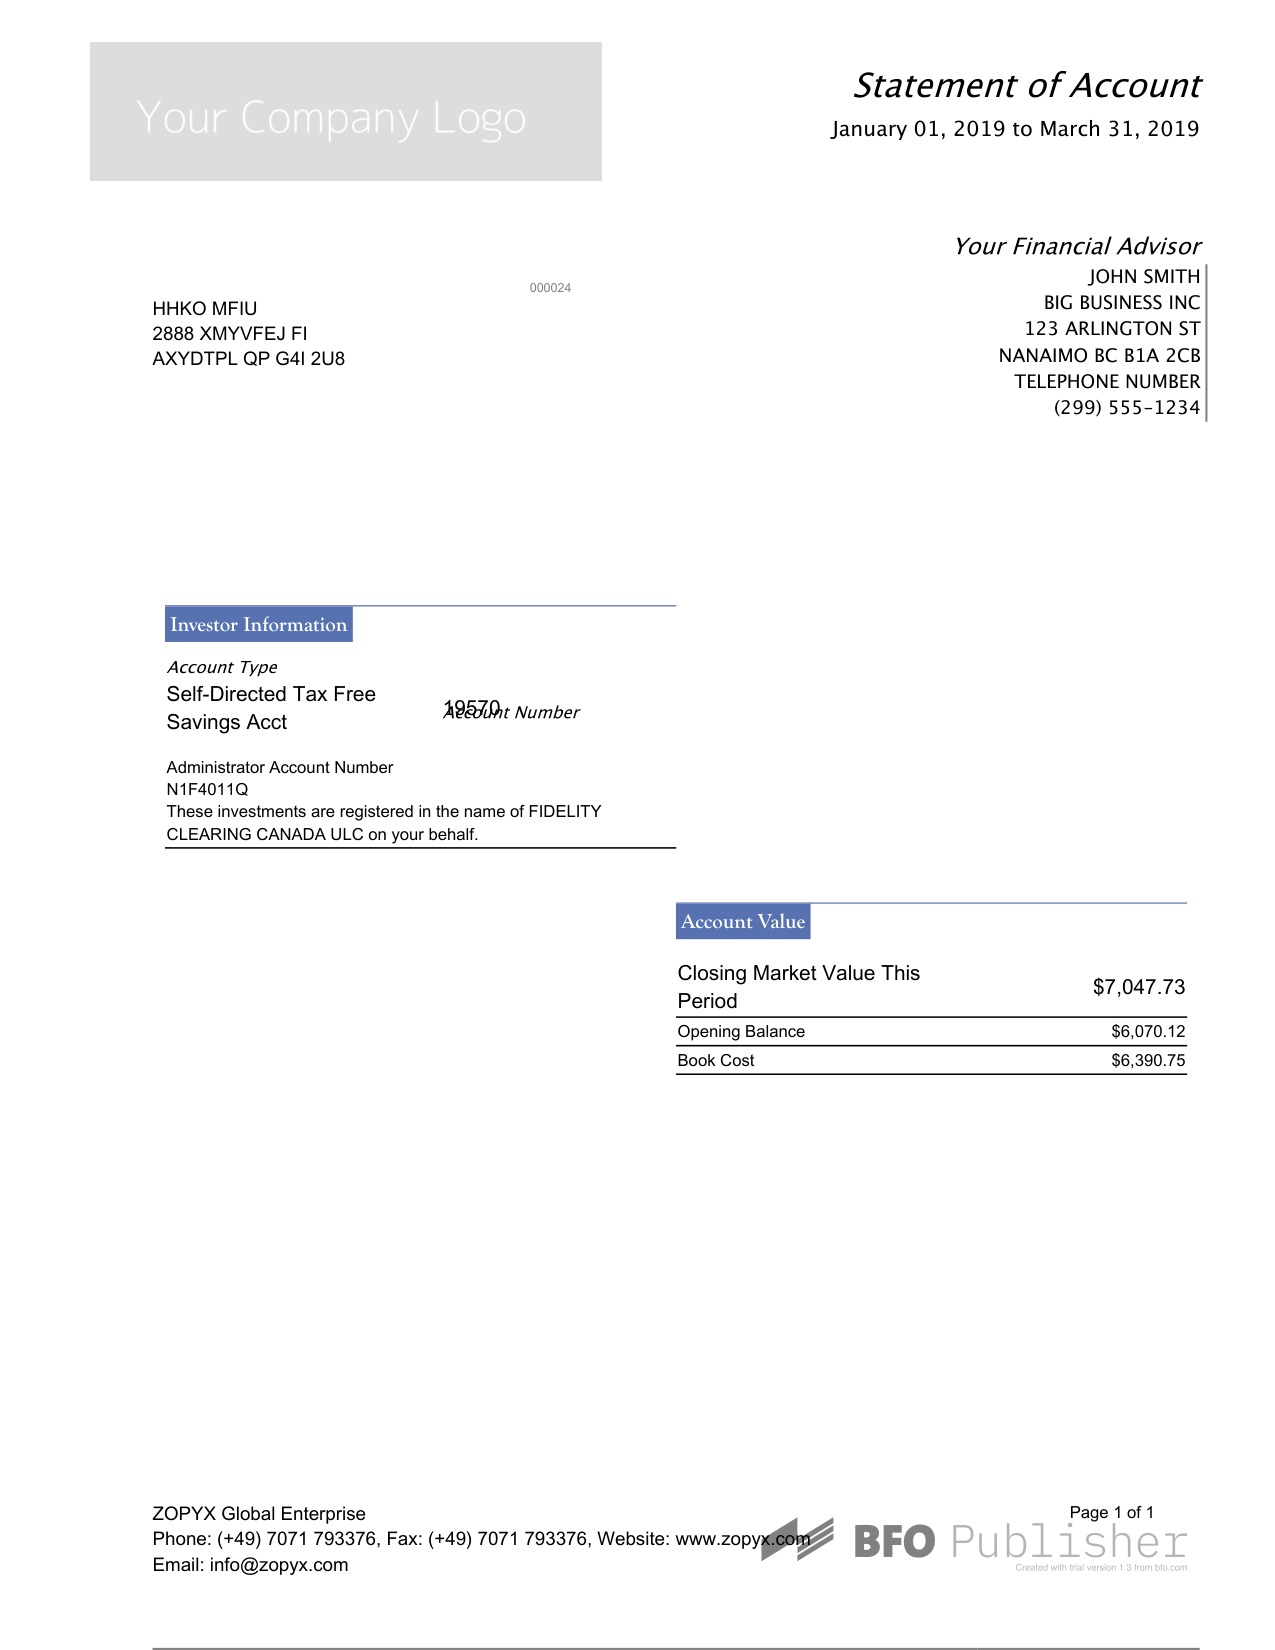 Your Company Logo
Statement of Account
January 01, 2019 to March 31, 2019
Your Financial Advisor
JOHN SMITH
BIG BUSINESS INC
123 ARLINGTON ST
NANAIMO BC B1A 2CB
TELEPHONE NUMBER
(299) 555-1234
000024
HHKO MFIU
2888 XMYVFEJ FI
AXYDTPL QP G4I 2U8
Investor Information
Account Type
Self-Directed Tax Free
Savings Acct
19570
Account Number
Administrator Account Number
N1F4011Q
These investments are registered in the name of FIDELITY
CLEARING CANADA ULC on your behalf.
Account Value
Closing Market Value This
Period
$7,047.73
Opening Balance $6,070.12
Book Cost $6,390.75
ZOPYX Global Enterprise
Phone: (+49) 7071 793376, Fax: (+49) 7071 793376, Website: www.zopyx.com
Email: info@zopyx.com
Page 1 of 1
BFO Publisher
Created with trial version 1.3 from bfo.com